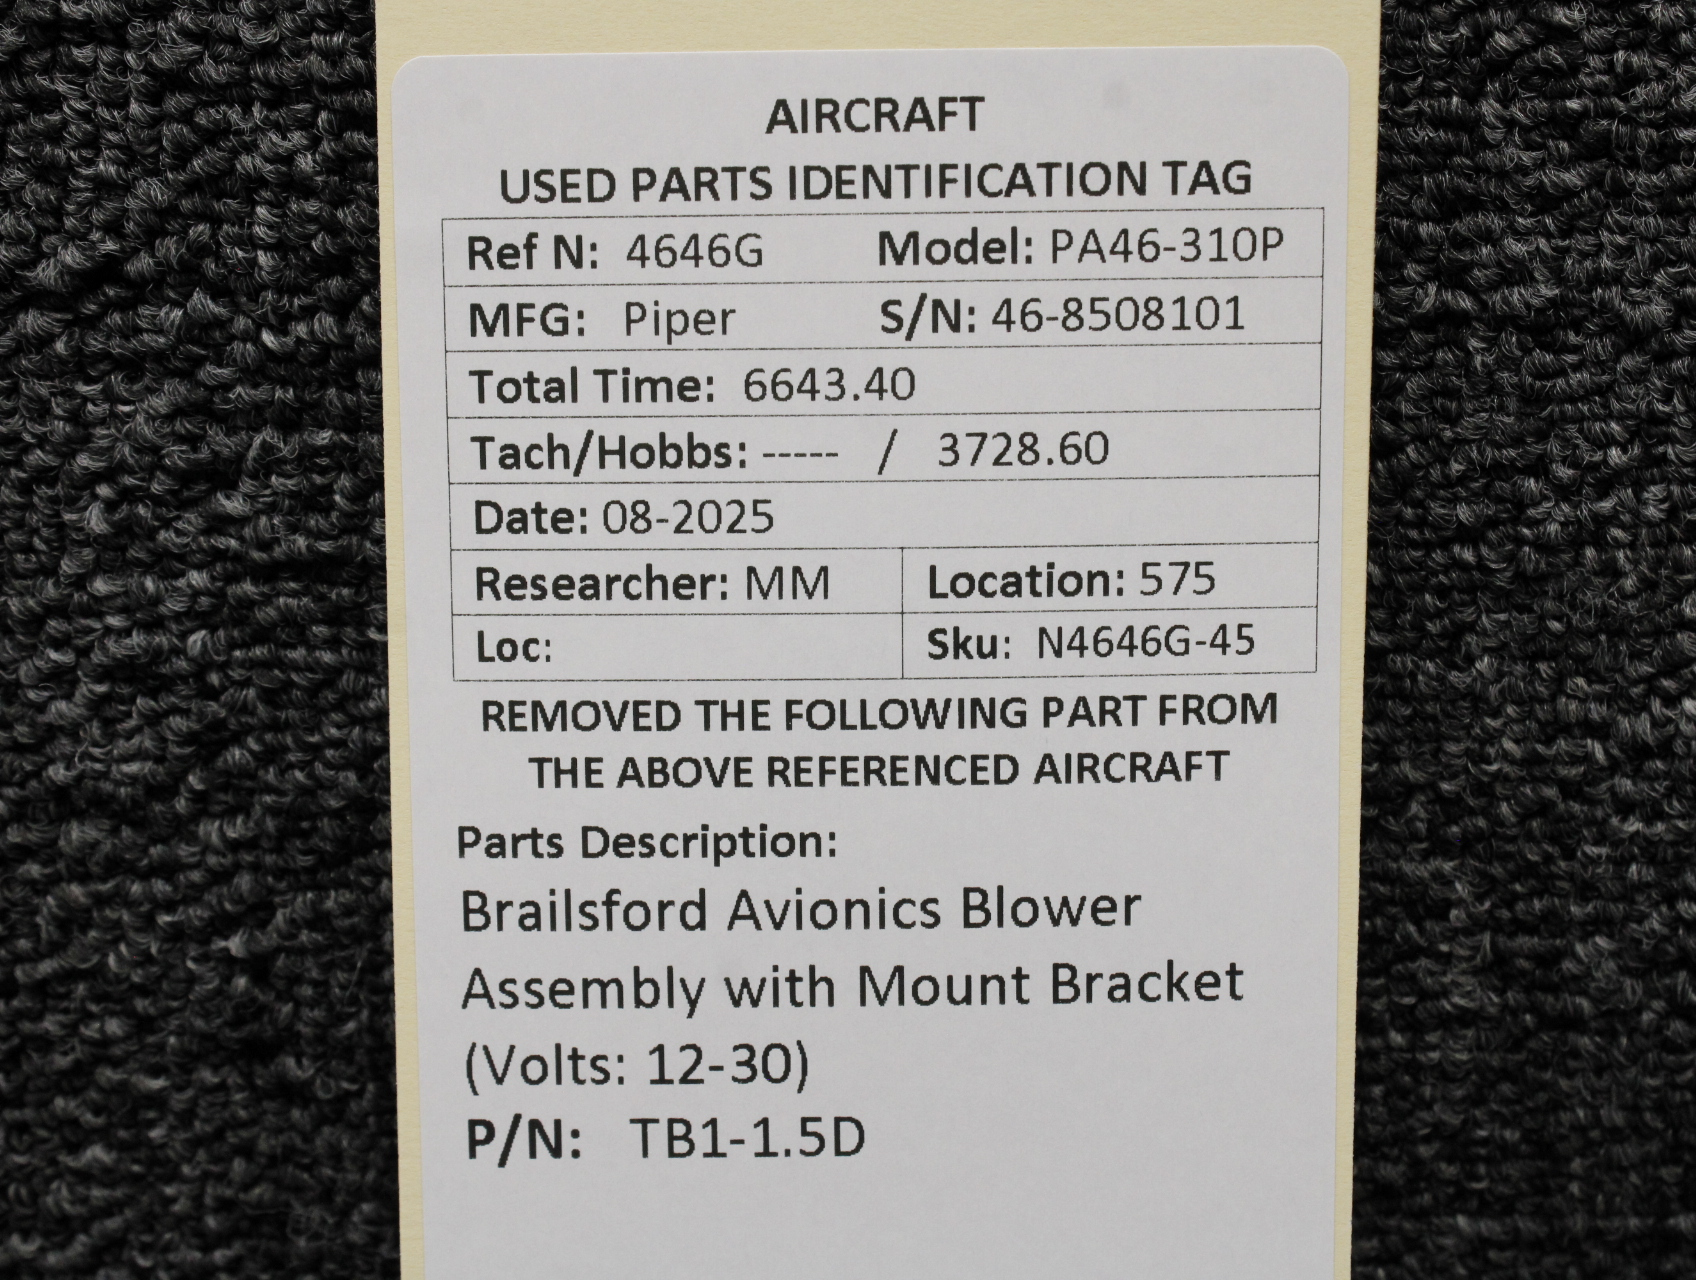 AIRCRAFT
USED PARTS IDENTIFICATION TAG
Ref N: 4646G Model: PA46-310P
MFG: Piper S/N: 46-8508101
Total Time: 6643.40
Tach/Hobbs: ----- / 3728.60
Date: 08-2025
Researcher: MM Location: 575
Loc: Sku: N4646G-45
REMOVED THE FOLLOWING PART FROM
THE ABOVE REFERENCED AIRCRAFT
Parts Description:
Brailsford Avionics Blower
Assembly with Mount Bracket
(Volts: 12-30)
P/N: TB1-1.5D